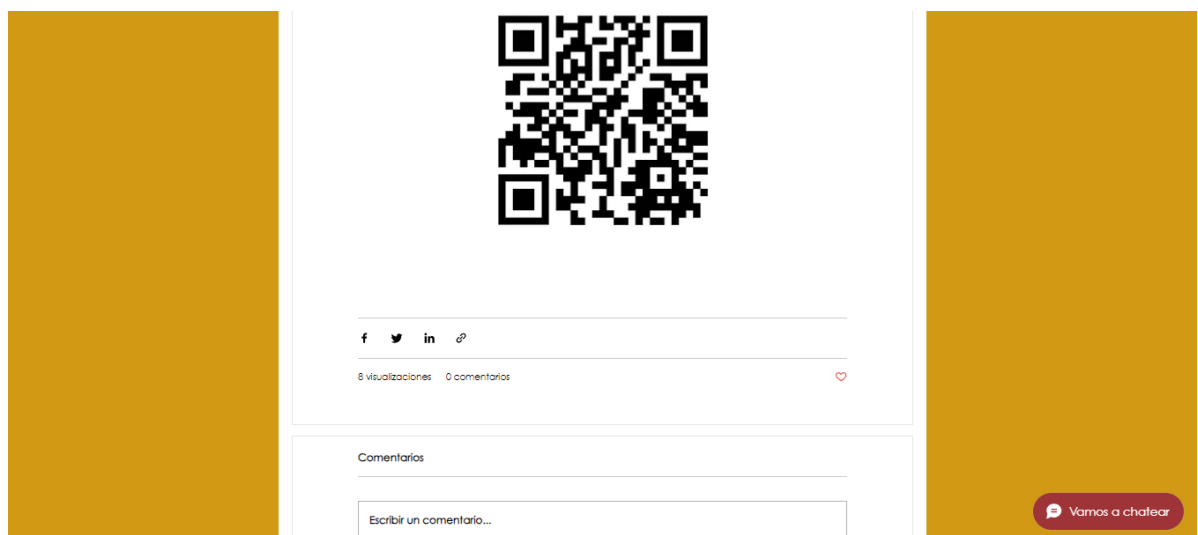 8 visualizaciones 0 comentarios
Comentarios
Escribir un comentario...
Vamos a chatear